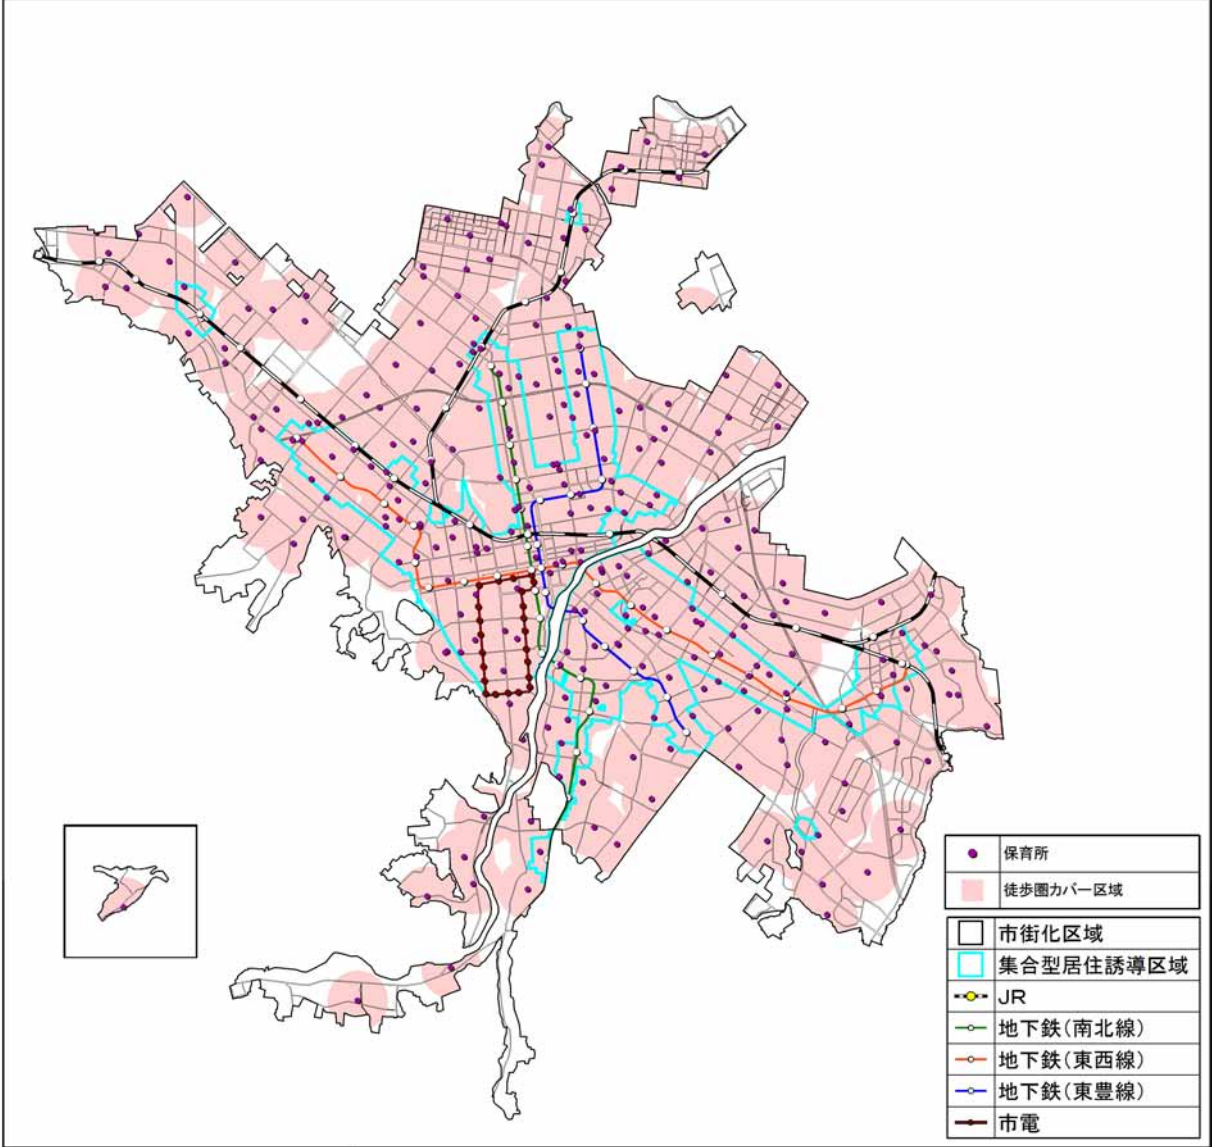 保育所
徒歩圏カバー区域
市街化区域
集合型居住誘導区域
JR
地下鉄(南北線)
地下鉄(東西線)
地下鉄(東豊線)
市電